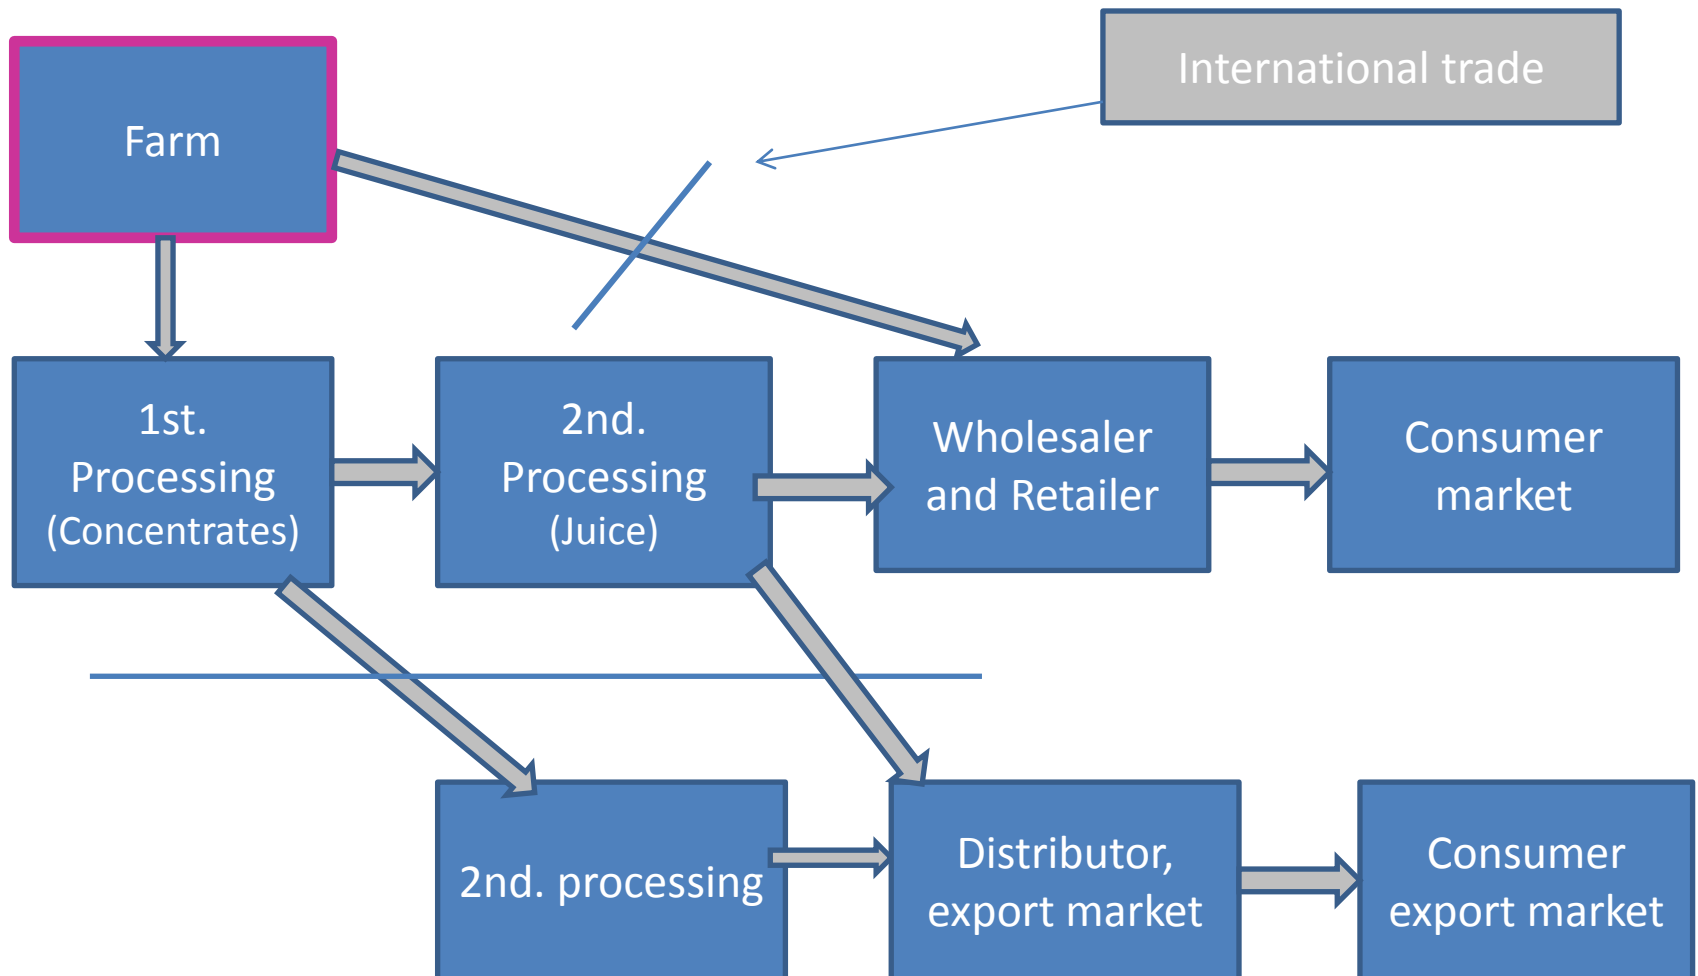 International trade
Farm
1st.
Processing
(Concentrates)
2nd.
Processing
(Juice)
Wholesaler
and Retailer
Consumer
market
2nd. processing
Distributor,
export market
Consumer
export market